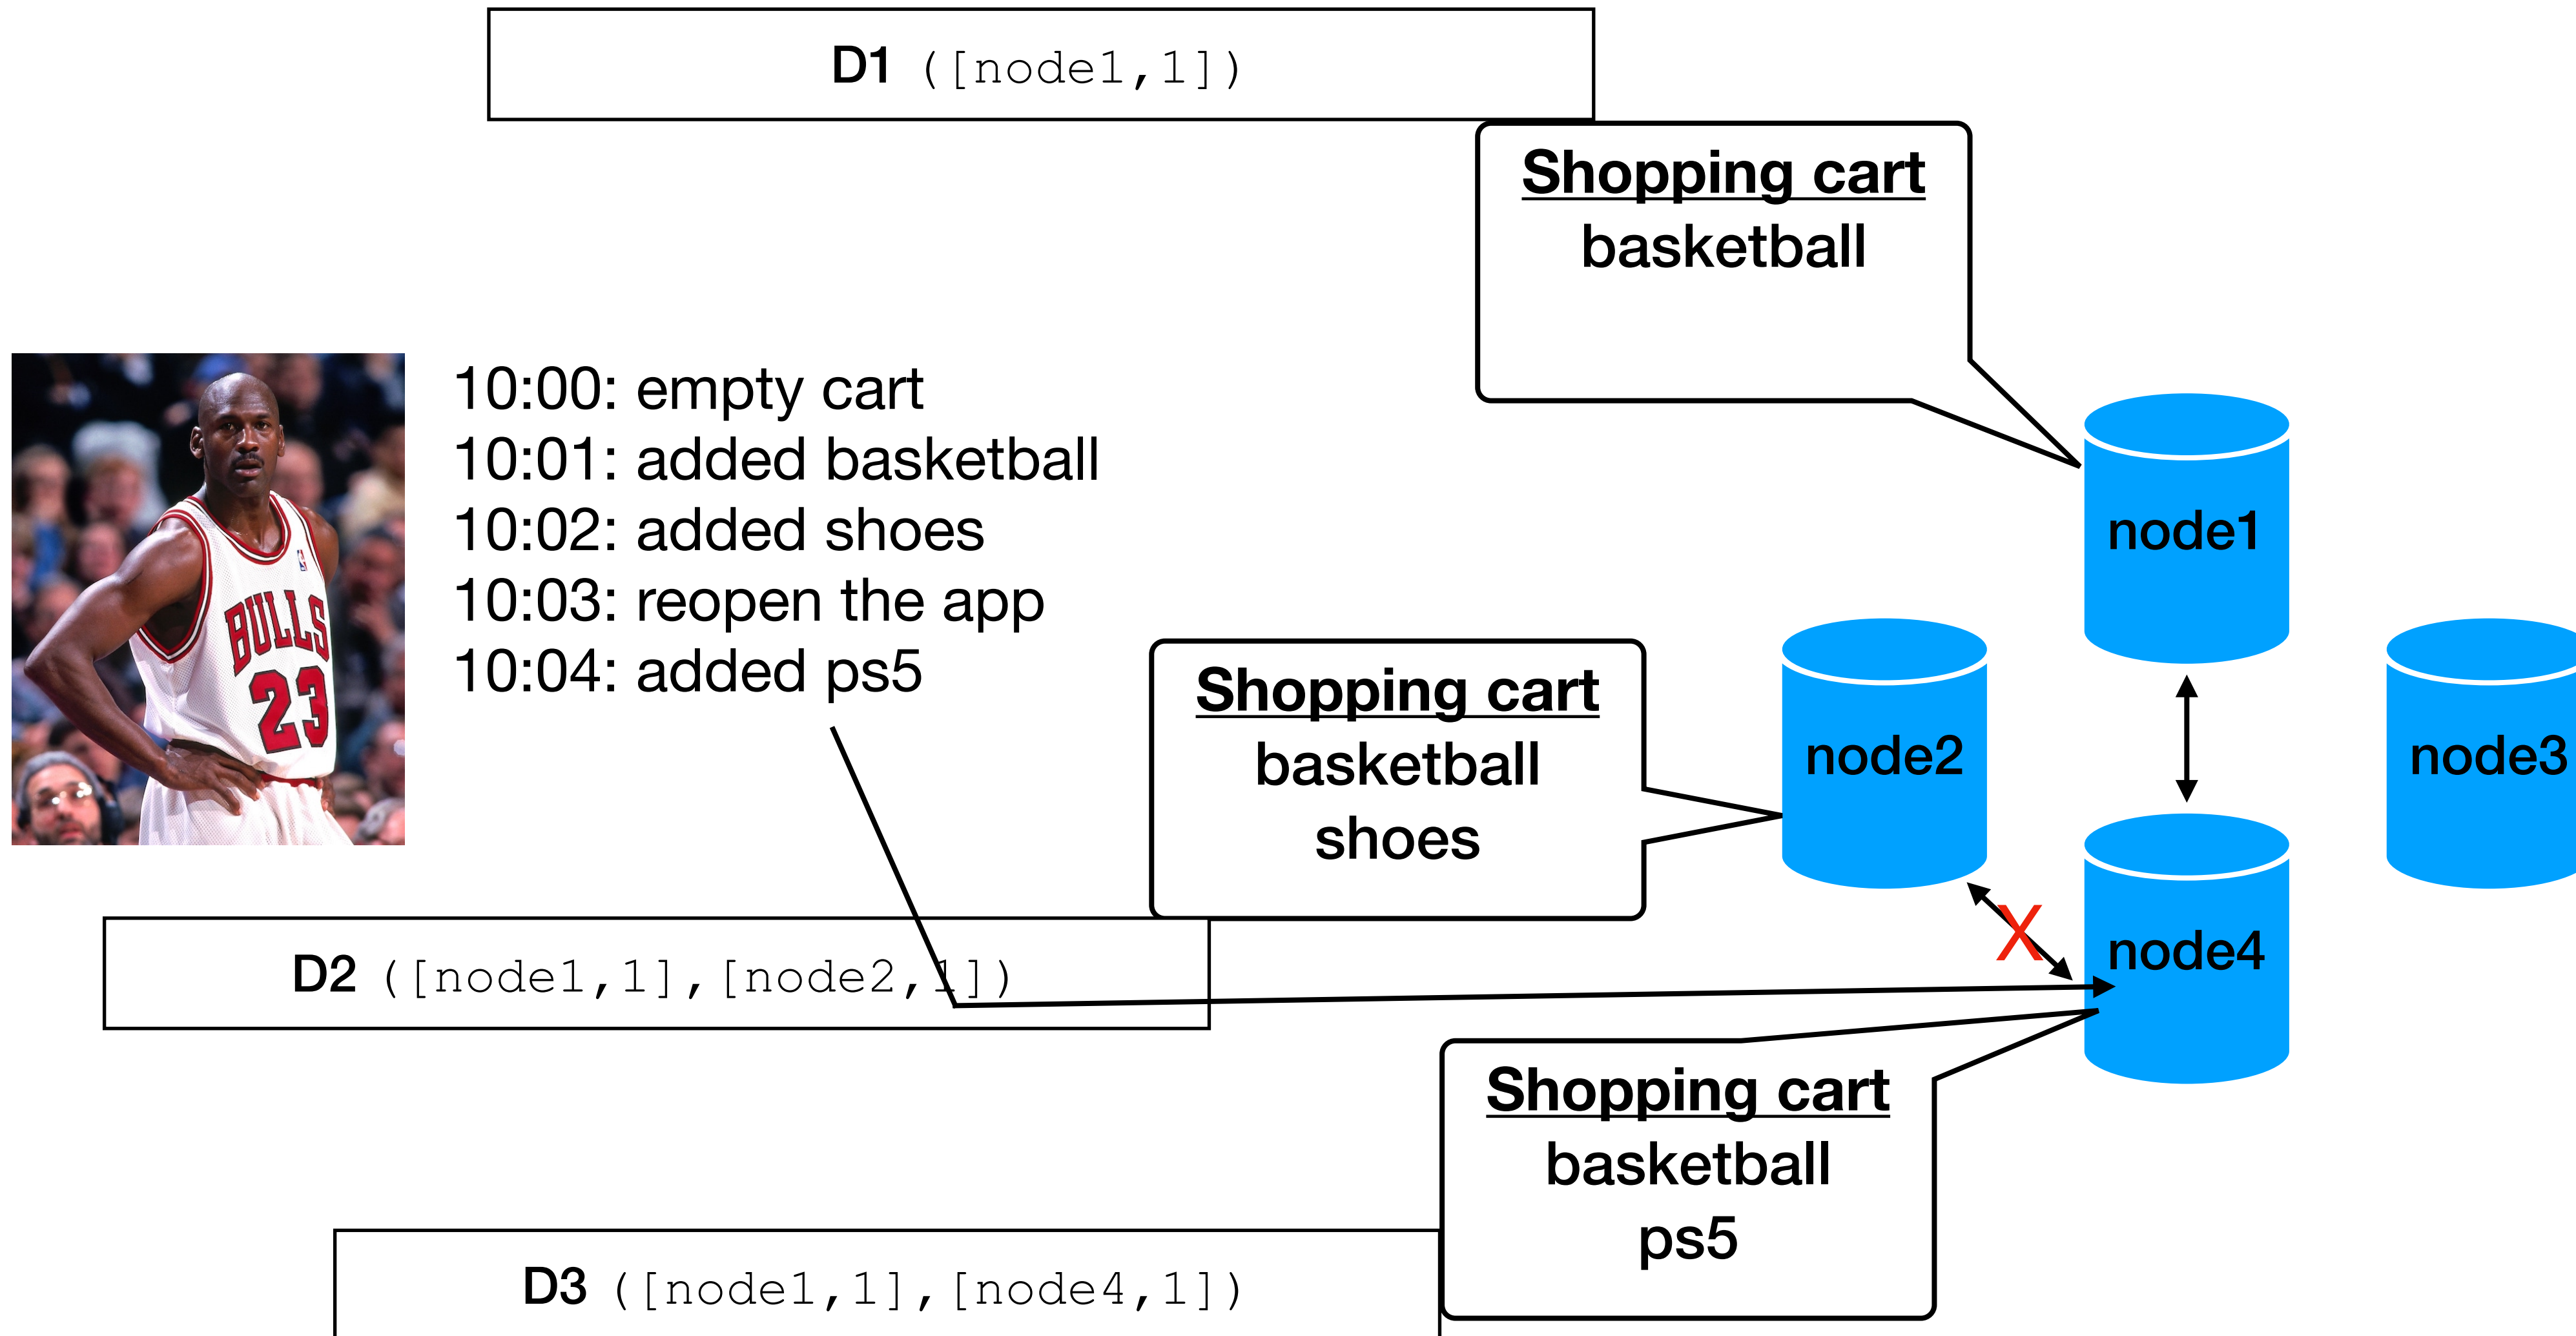 D1 ([node1,1])
Shopping cart
basketball
10:00: empty cart
10:01: added basketball
10:02: added shoes
10:03: reopen the app
10:04: added ps5
BULLS
23
node1
Shopping cart
basketball
shoes
node2
node3
X
node4
D2 ([node1,1],[node2,1])
Shopping cart
basketball
ps5
D3 ([node1,1],[node4,1])